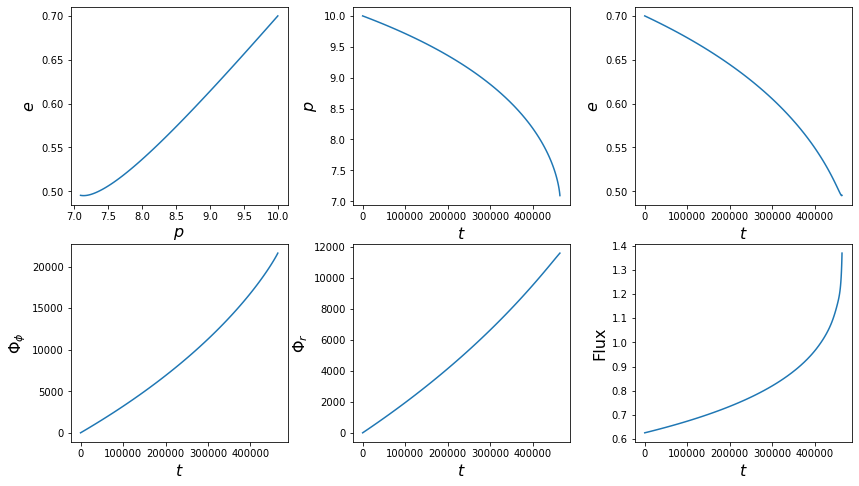 0.70
0.65
0.60
0.55
0.50
e
7.0 7.5 8.0 8.5 9.0 9.5 10.0
p
10.0
9.5
9.0
8.5
8.0
7.5
7.0
p
0 100000 200000 300000 400000
t
0.70
0.65
0.60
0.55
0.50
e
0 100000 200000 300000 400000
t
20000
15000
10000
5000
0
Φ_ϕ
0 100000 200000 300000 400000
t
12000
10000
8000
6000
4000
2000
0
Φ_r
0 100000 200000 300000 400000
t
1.4
1.3
1.2
1.1
1.0
0.9
0.8
0.7
0.6
Flux
0 100000 200000 300000 400000
t